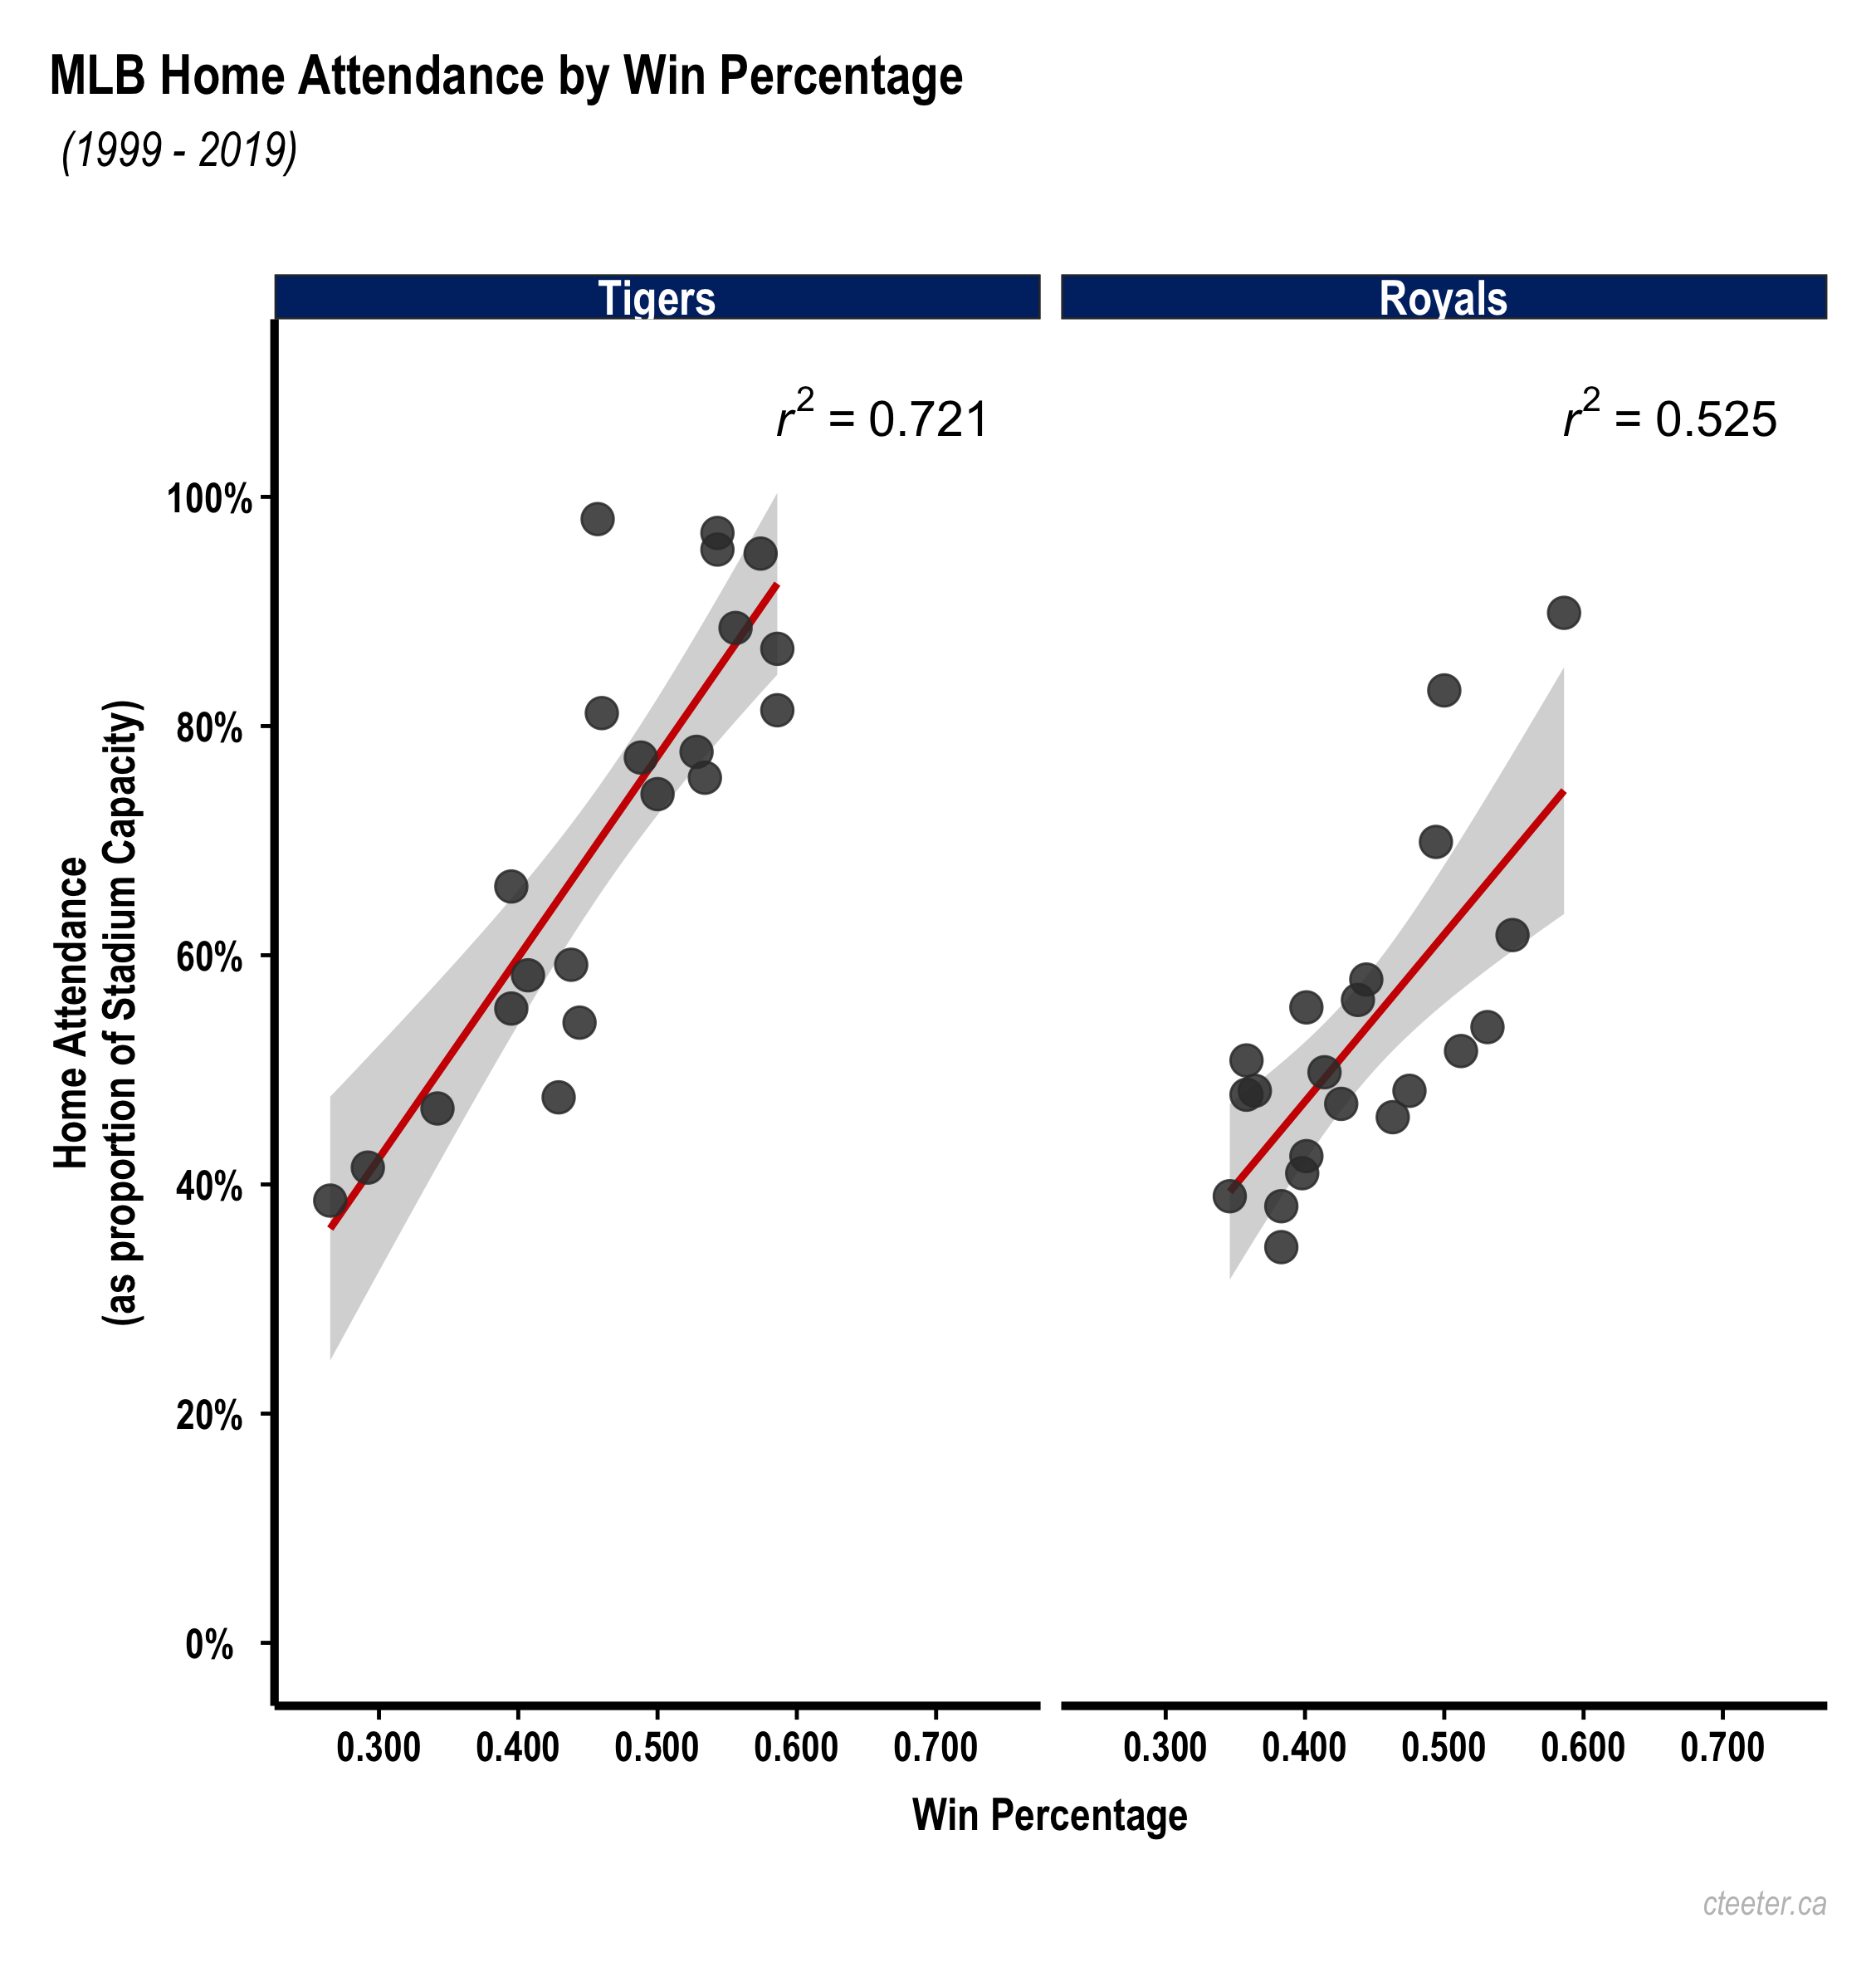 MLB Home Attendance by Win Percentage
(1999 - 2019)
Tigers
Royals
r² = 0.721
r² = 0.525
Home Attendance
(as proportion of Stadium Capacity)
100%
80%
60%
40%
20%
0%
0.300 0.400 0.500 0.600 0.700
0.300 0.400 0.500 0.600 0.700
Win Percentage
cteeter.ca